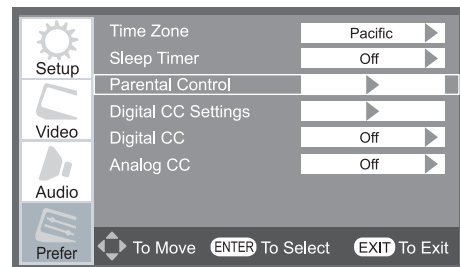 Setup
Video
Audio
Prefer
Time Zone Pacific
Sleep Timer Off
Parental Control
Digital CC Settings
Digital CC Off
Analog CC Off
To Move ENTER To Select EXIT To Exit